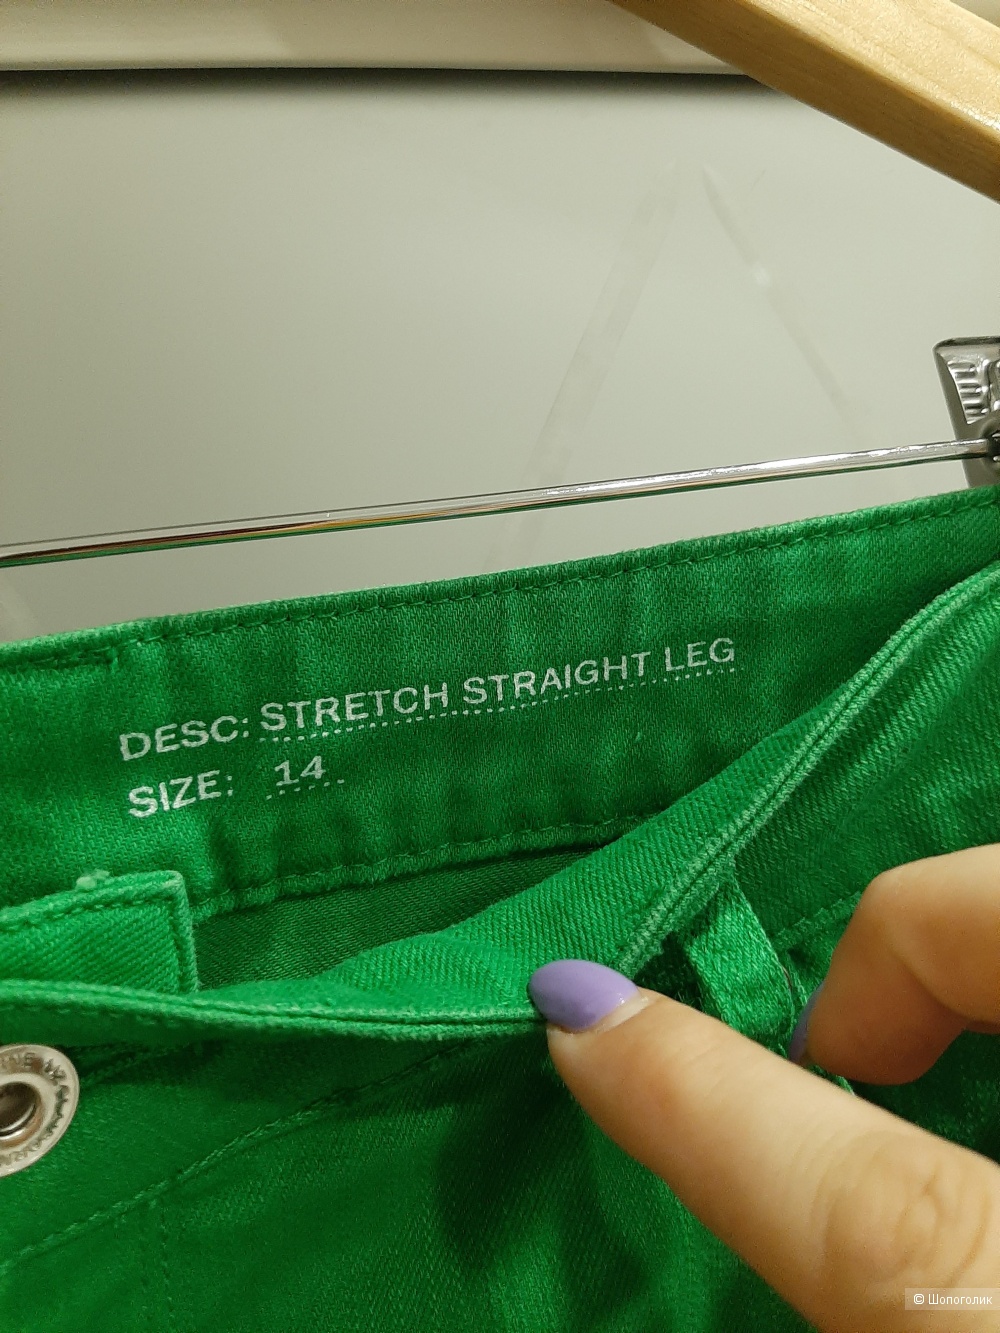 DESC: STRETCH STRAIGHT LEG
SIZE: 14
© Шопоголик